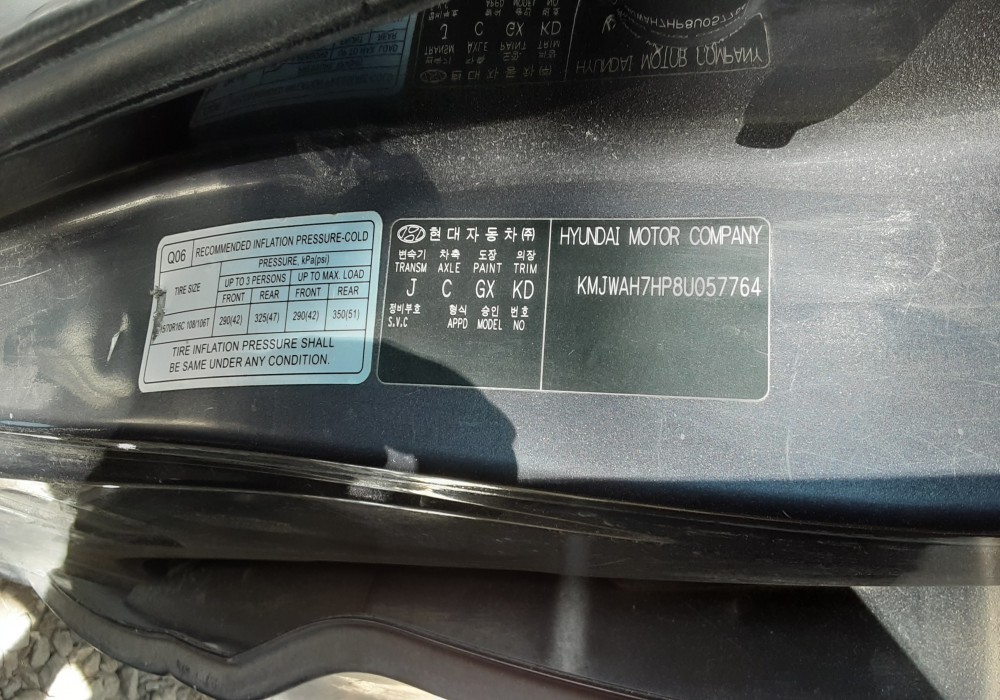 Q06 RECOMMENDED INFLATION PRESSURE-COLD
TIRE SIZE
PRESSURE, kPa(psi)
UP TO 3 PERSONS UP TO MAX. LOAD
FRONT REAR FRONT REAR
108/106T 290(42) 325(47) 290(42) 350(51)
TIRE INFLATION PRESSURE SHALL
BE SAME UNDER ANY CONDITION.
현대자동차㈜
변속기 차축 도장 의장
TRANSM AXLE PAINT TRIM
J C GX KD
정비부호 형식 승인 번호
S.V.C APPD MODEL NO
HYUNDAI MOTOR COMPANY
KMJWAH7HP8U057764